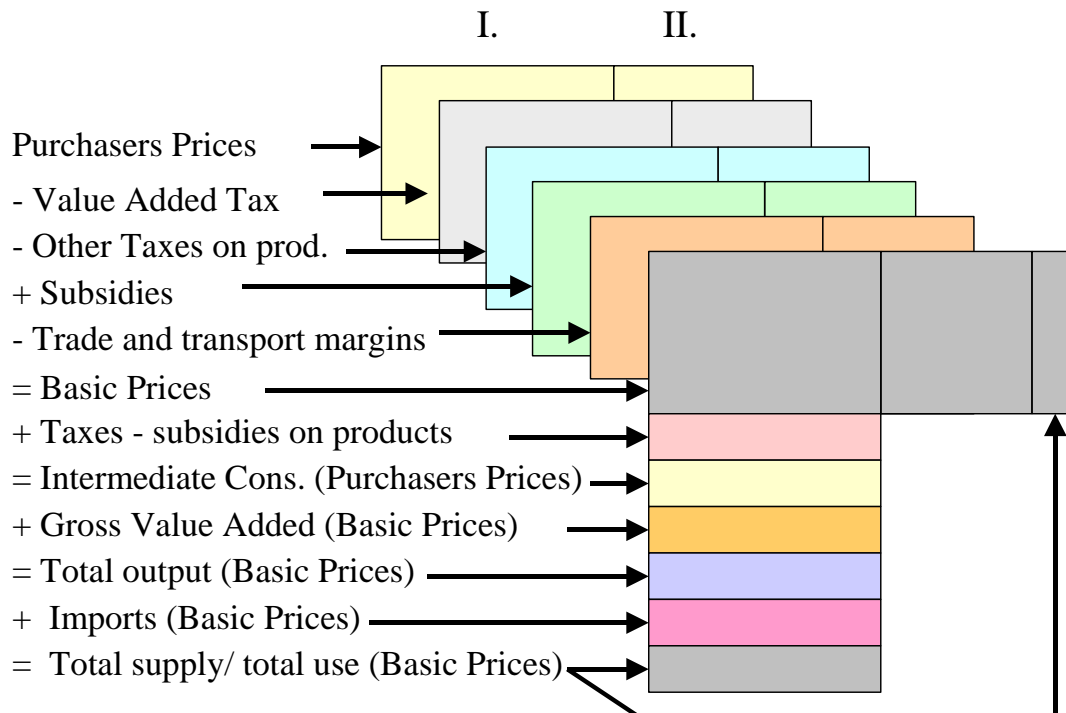 I. II.
Purchasers Prices
- Value Added Tax
- Other Taxes on prod.
+ Subsidies
- Trade and transport margins
= Basic Prices
+ Taxes - subsidies on products
= Intermediate Cons. (Purchasers Prices)
+ Gross Value Added (Basic Prices)
= Total output (Basic Prices)
+ Imports (Basic Prices)
= Total supply/ total use (Basic Prices)